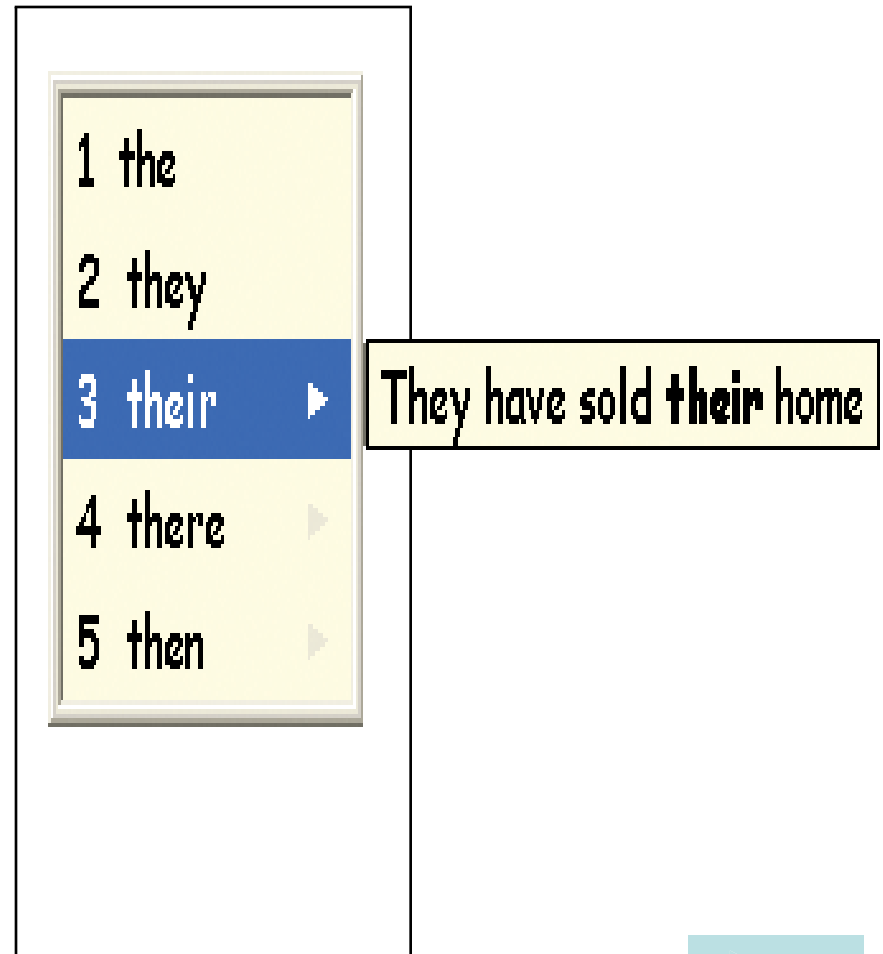 1 the
2 they
3 their
They have sold their home
4 there
5 then